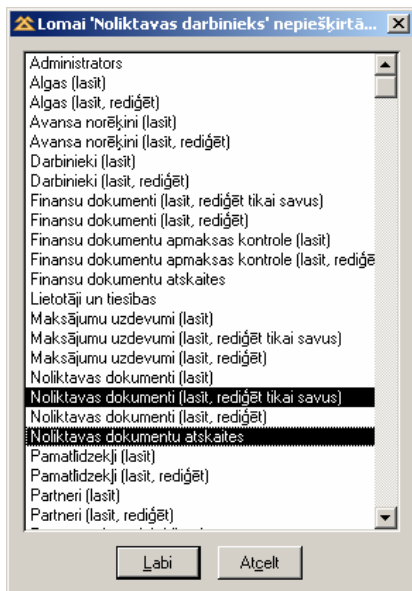 Lomai 'Noliktavas darbinieks' nepiešķirtā...
Administrators
Algas (lasīt)
Algas (lasīt, rediģēt)
Avansa norēķini (lasīt)
Avansa norēķini (lasīt, rediģēt)
Darbinieki (lasīt)
Darbinieki (lasīt, rediģēt)
Finansu dokumenti (lasīt, rediģēt tikai savus)
Finansu dokumenti (lasīt, rediģēt)
Finansu dokumentu apmaksas kontrole (lasīt)
Finansu dokumentu apmaksas kontrole (lasīt, rediģē
Finansu dokumentu atskaites
Lietotāji un tiesības
Maksājumu uzdevumi (lasīt)
Maksājumu uzdevumi (lasīt, rediģēt tikai savus)
Maksājumu uzdevumi (lasīt, rediģēt)
Noliktavas dokumenti (lasīt)
Noliktavas dokumenti (lasīt, rediģēt tikai savus)
Noliktavas dokumenti (lasīt, rediģēt)
Noliktavas dokumentu atskaites
Pamatlīdzekļi (lasīt)
Pamatlīdzekļi (lasīt, rediģēt)
Partneri (lasīt)
Partneri (lasīt, rediģēt)
Labi
Atcelt